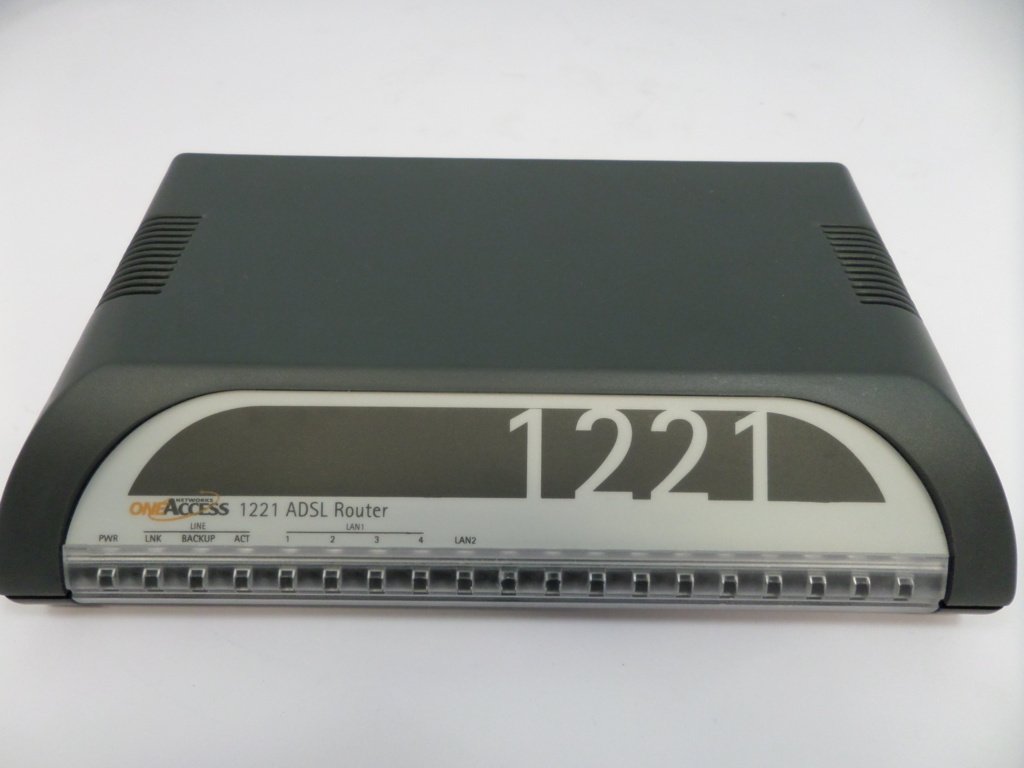 1221
NETWORKS
ONEACCESS 1221 ADSL Router
LINE LAN1
PWR LNK BACKUP ACT 1 2 3 4 LAN2